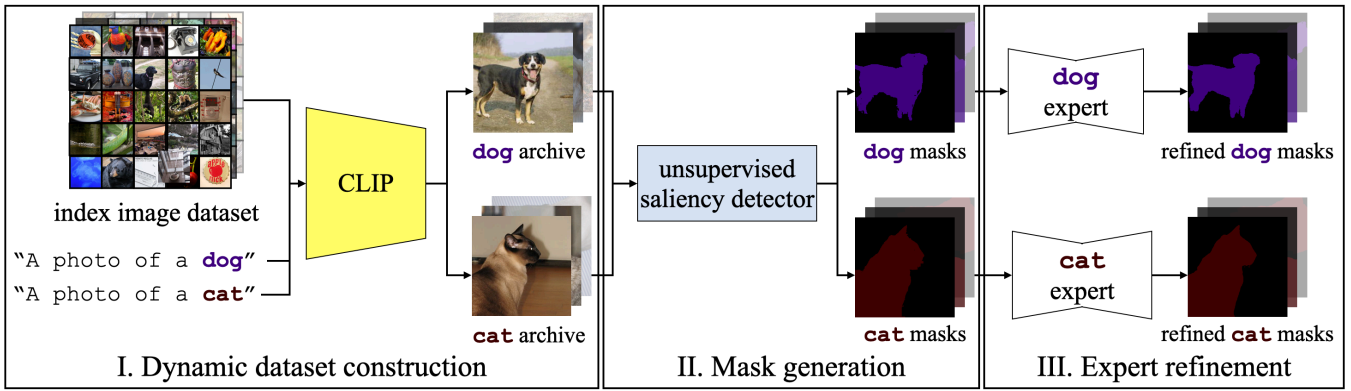 index image dataset
“A photo of a dog”
“A photo of a cat”
CLIP
dog archive
cat archive
I. Dynamic dataset construction
unsupervised
saliency detector
dog masks
cat masks
II. Mask generation
dog
expert
refined dog masks
cat
expert
refined cat masks
III. Expert refinement